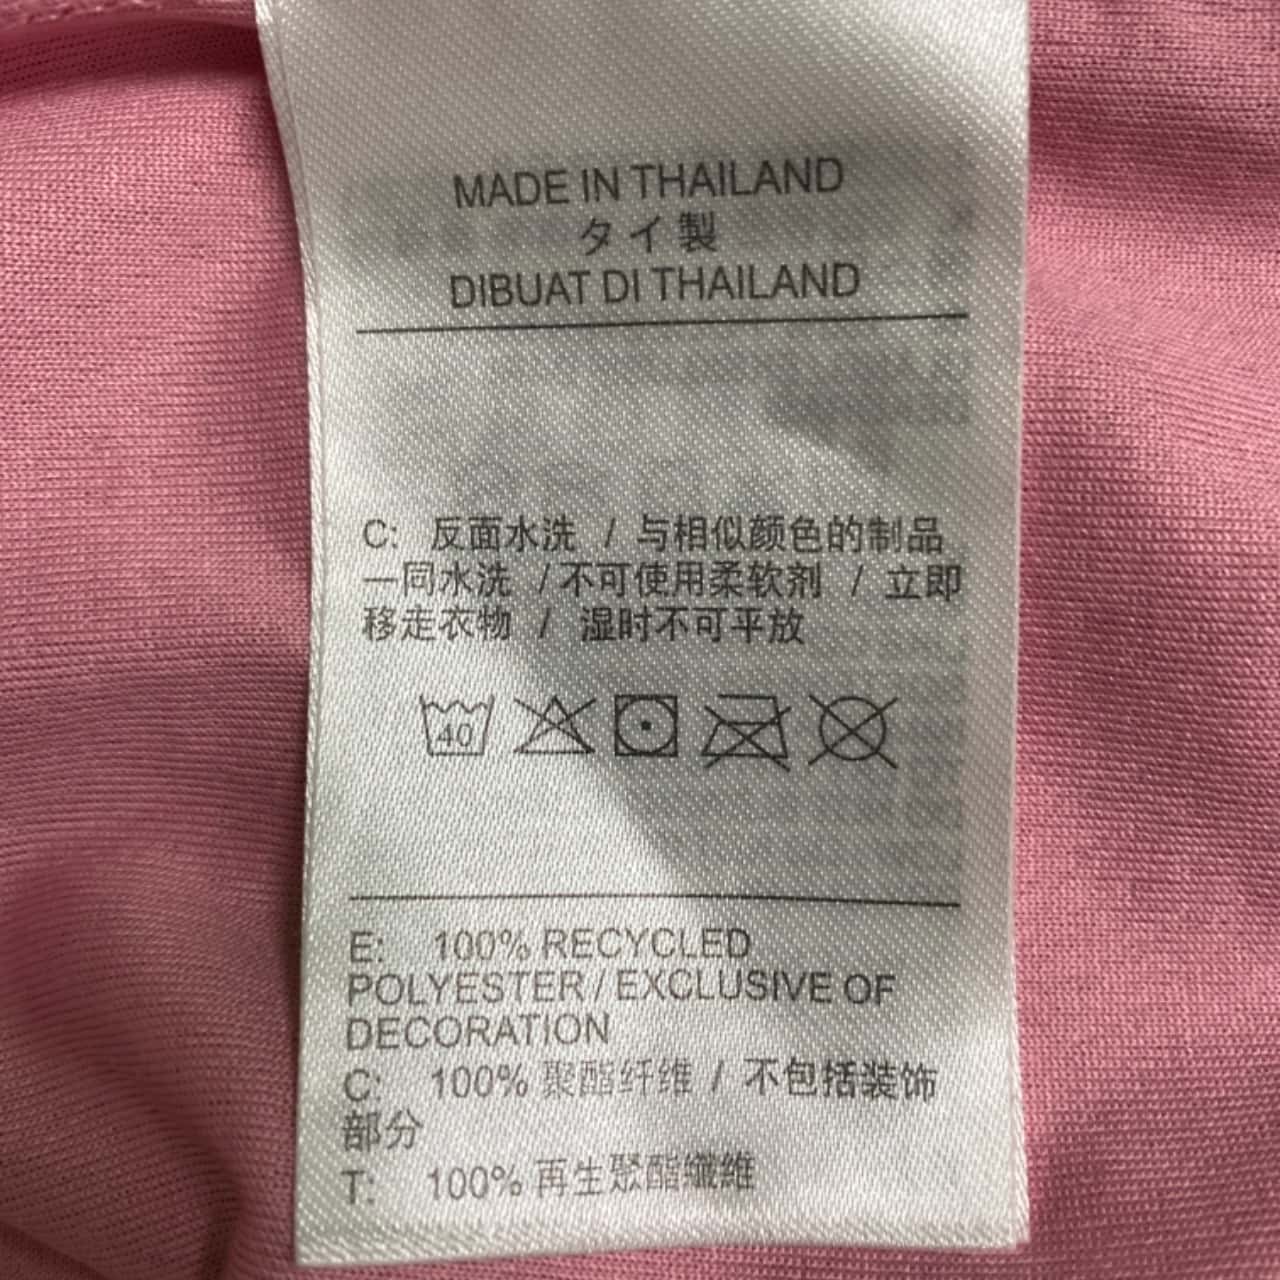 MADE IN THAILAND
タイ製
DIBUAT DI THAILAND
C: 反面水洗 / 与相似颜色的制品
一同水洗 / 不可使用柔软剂 / 立即
移走衣物 / 湿时不可平放
40
E: 100% RECYCLED
POLYESTER / EXCLUSIVE OF
DECORATION
C: 100% 聚酯纤维 / 不包括装饰
部分
T: 100% 再生聚酯纖維